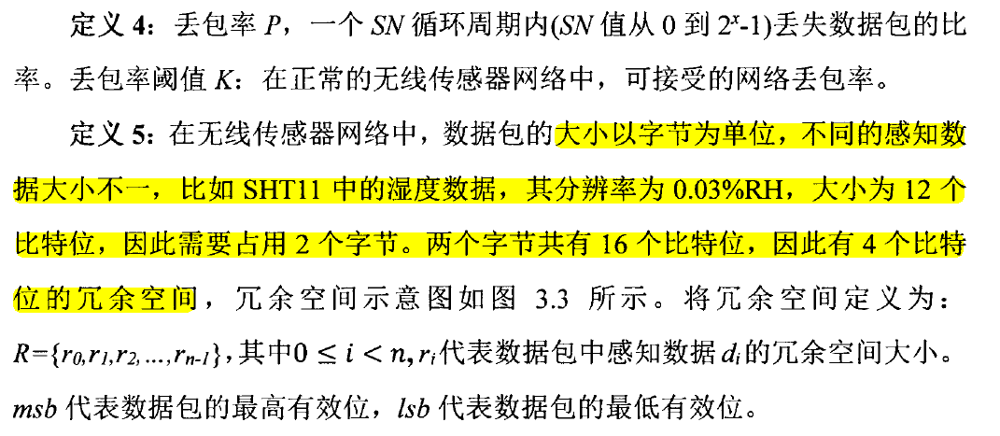 定义 4：丢包率 P，一个 SN 循环周期内(SN 值从 0 到 2ˣ-1)丢失数据包的比
率。丢包率阈值 K：在正常的无线传感器网络中，可接受的网络丢包率。
定义 5：在无线传感器网络中，数据包的大小以字节为单位，不同的感知数
据大小不一，比如 SHT11 中的湿度数据，其分辨率为 0.03%RH，大小为 12 个
比特位，因此需要占用 2 个字节。两个字节共有 16 个比特位，因此有 4 个比特
位的冗余空间，冗余空间示意图如图 3.3 所示。将冗余空间定义为：
R={r₀,r₁,r₂,...,rₙ₋₁},其中0 ≤ i < n,rᵢ代表数据包中感知数据 dᵢ的冗余空间大小。
msb 代表数据包的最高有效位，lsb 代表数据包的最低有效位。